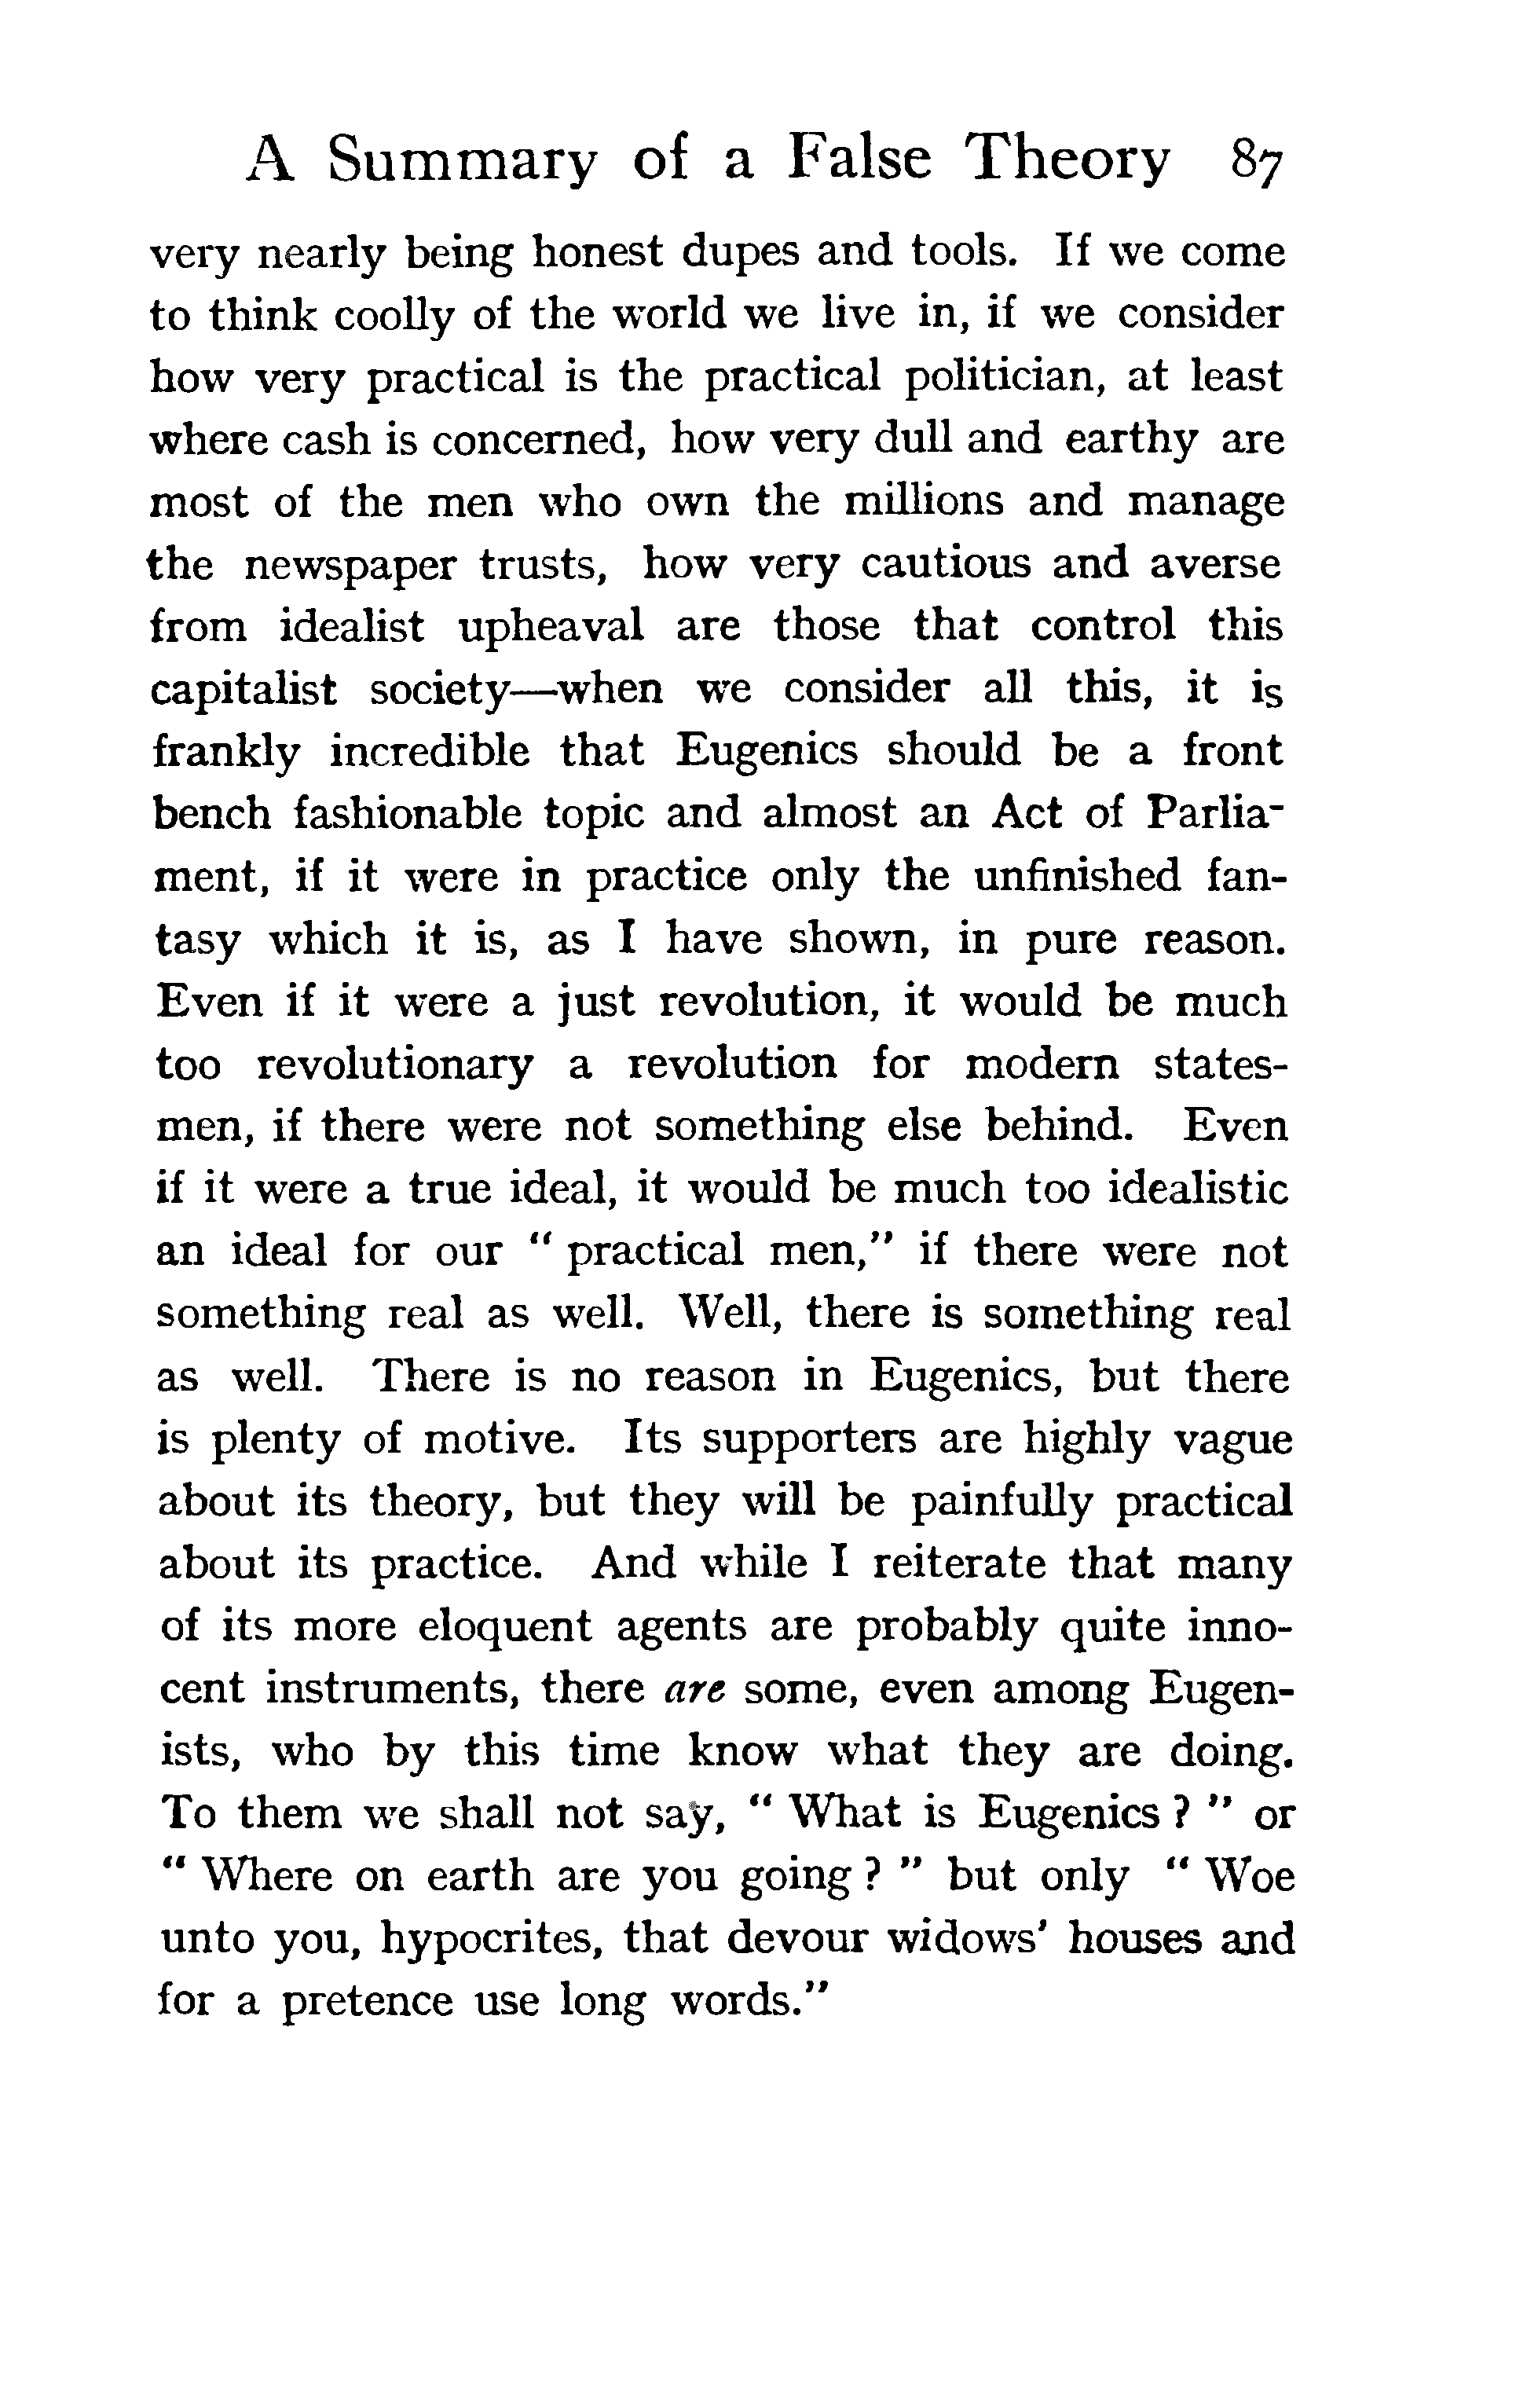 A Summary of a False Theory 87
very nearly being honest dupes and tools. If we come
to think coolly of the world we live in, if we consider
how very practical is the practical politician, at least
where cash is concerned, how very dull and earthy are
most of the men who own the millions and manage
the newspaper trusts, how very cautious and averse
from idealist upheaval are those that control this
capitalist society—when we consider all this, it is
frankly incredible that Eugenics should be a front
bench fashionable topic and almost an Act of Parlia-
ment, if it were in practice only the unfinished fan-
tasy which it is, as I have shown, in pure reason.
Even if it were a just revolution, it would be much
too revolutionary a revolution for modern states-
men, if there were not something else behind. Even
if it were a true ideal, it would be much too idealistic
an ideal for our “ practical men,” if there were not
something real as well. Well, there is something real
as well. There is no reason in Eugenics, but there
is plenty of motive. Its supporters are highly vague
about its theory, but they will be painfully practical
about its practice. And while I reiterate that many
of its more eloquent agents are probably quite inno-
cent instruments, there are some, even among Eugen-
ists, who by this time know what they are doing.
To them we shall not say, “ What is Eugenics ? ” or
“ Where on earth are you going ? ” but only “ Woe
unto you, hypocrites, that devour widows’ houses and
for a pretence use long words.”